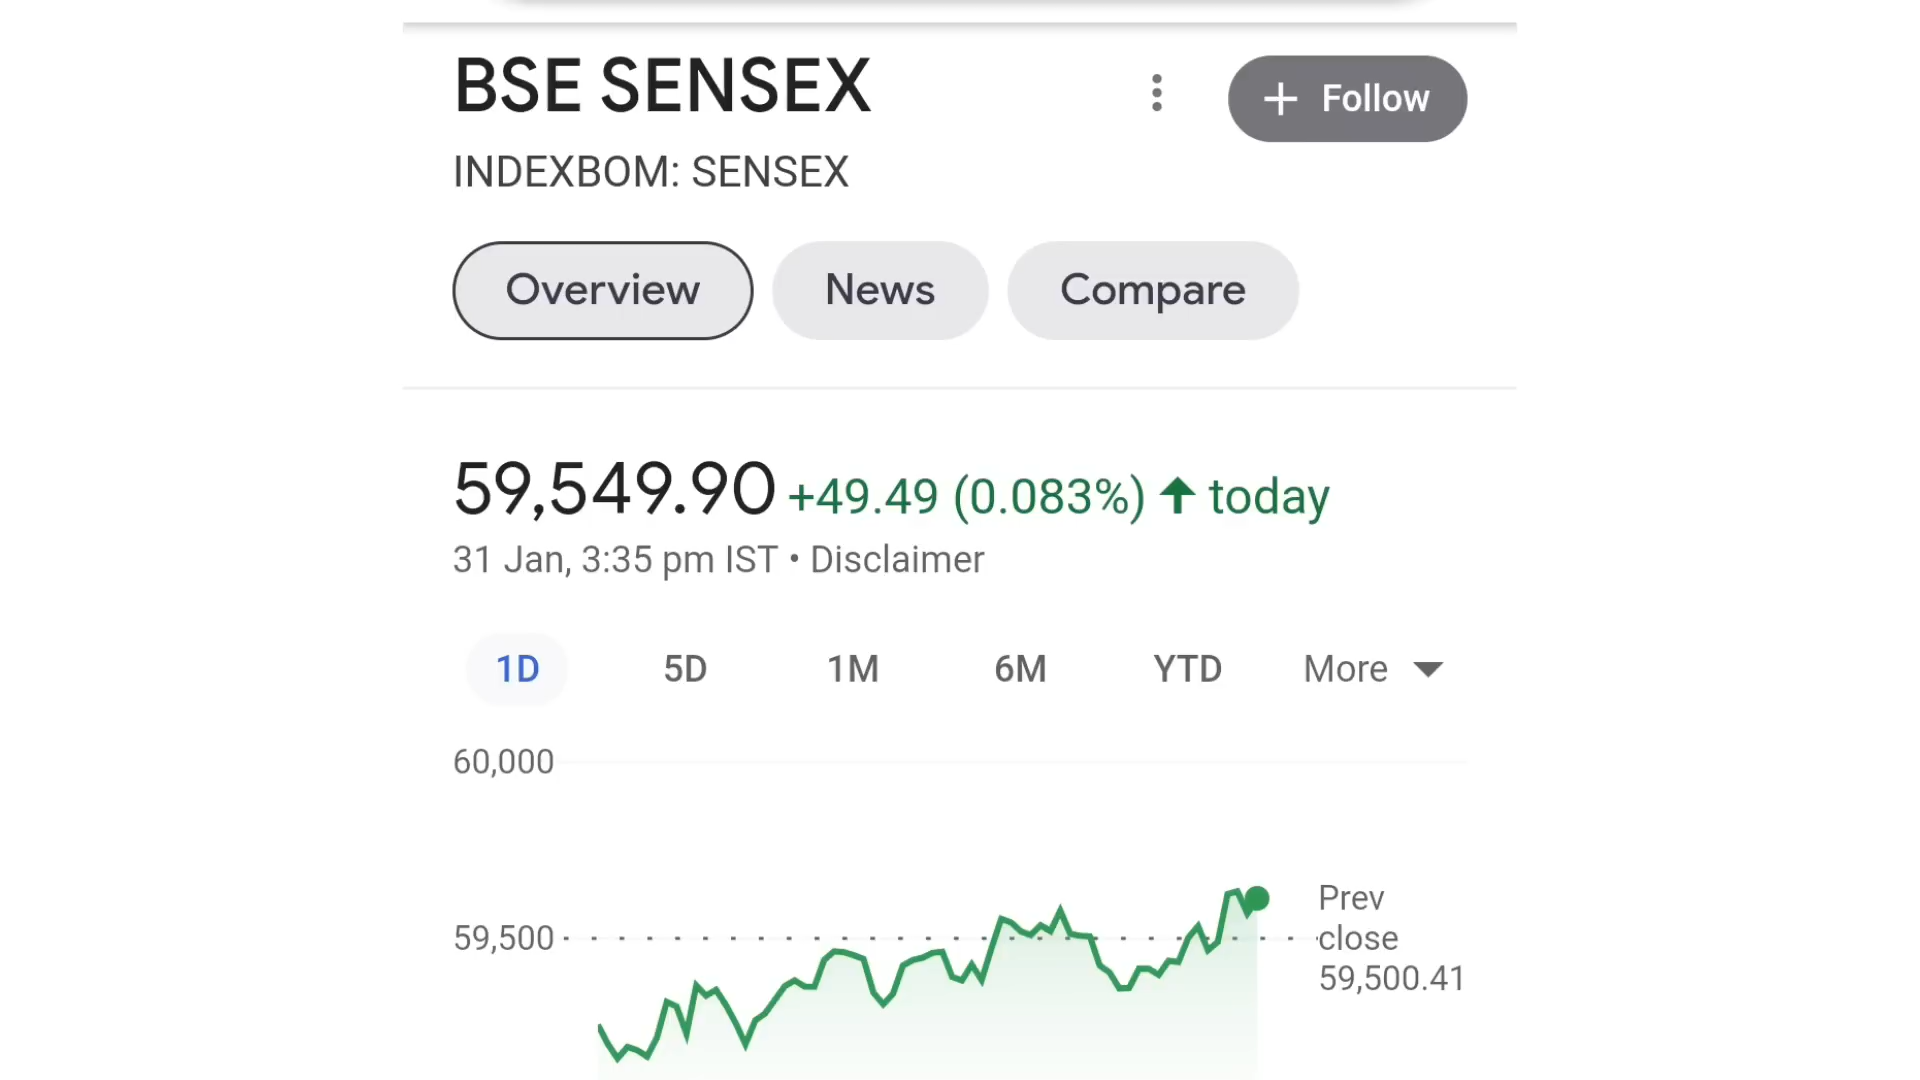 BSE SENSEX
+ Follow
INDEXBOM: SENSEX
Overview
News
Compare
59,549.90 +49.49 (0.083%) ↑ today
31 Jan, 3:35 pm IST • Disclaimer
1D 5D 1M 6M YTD More
60,000
59,500
Prev
close
59,500.41